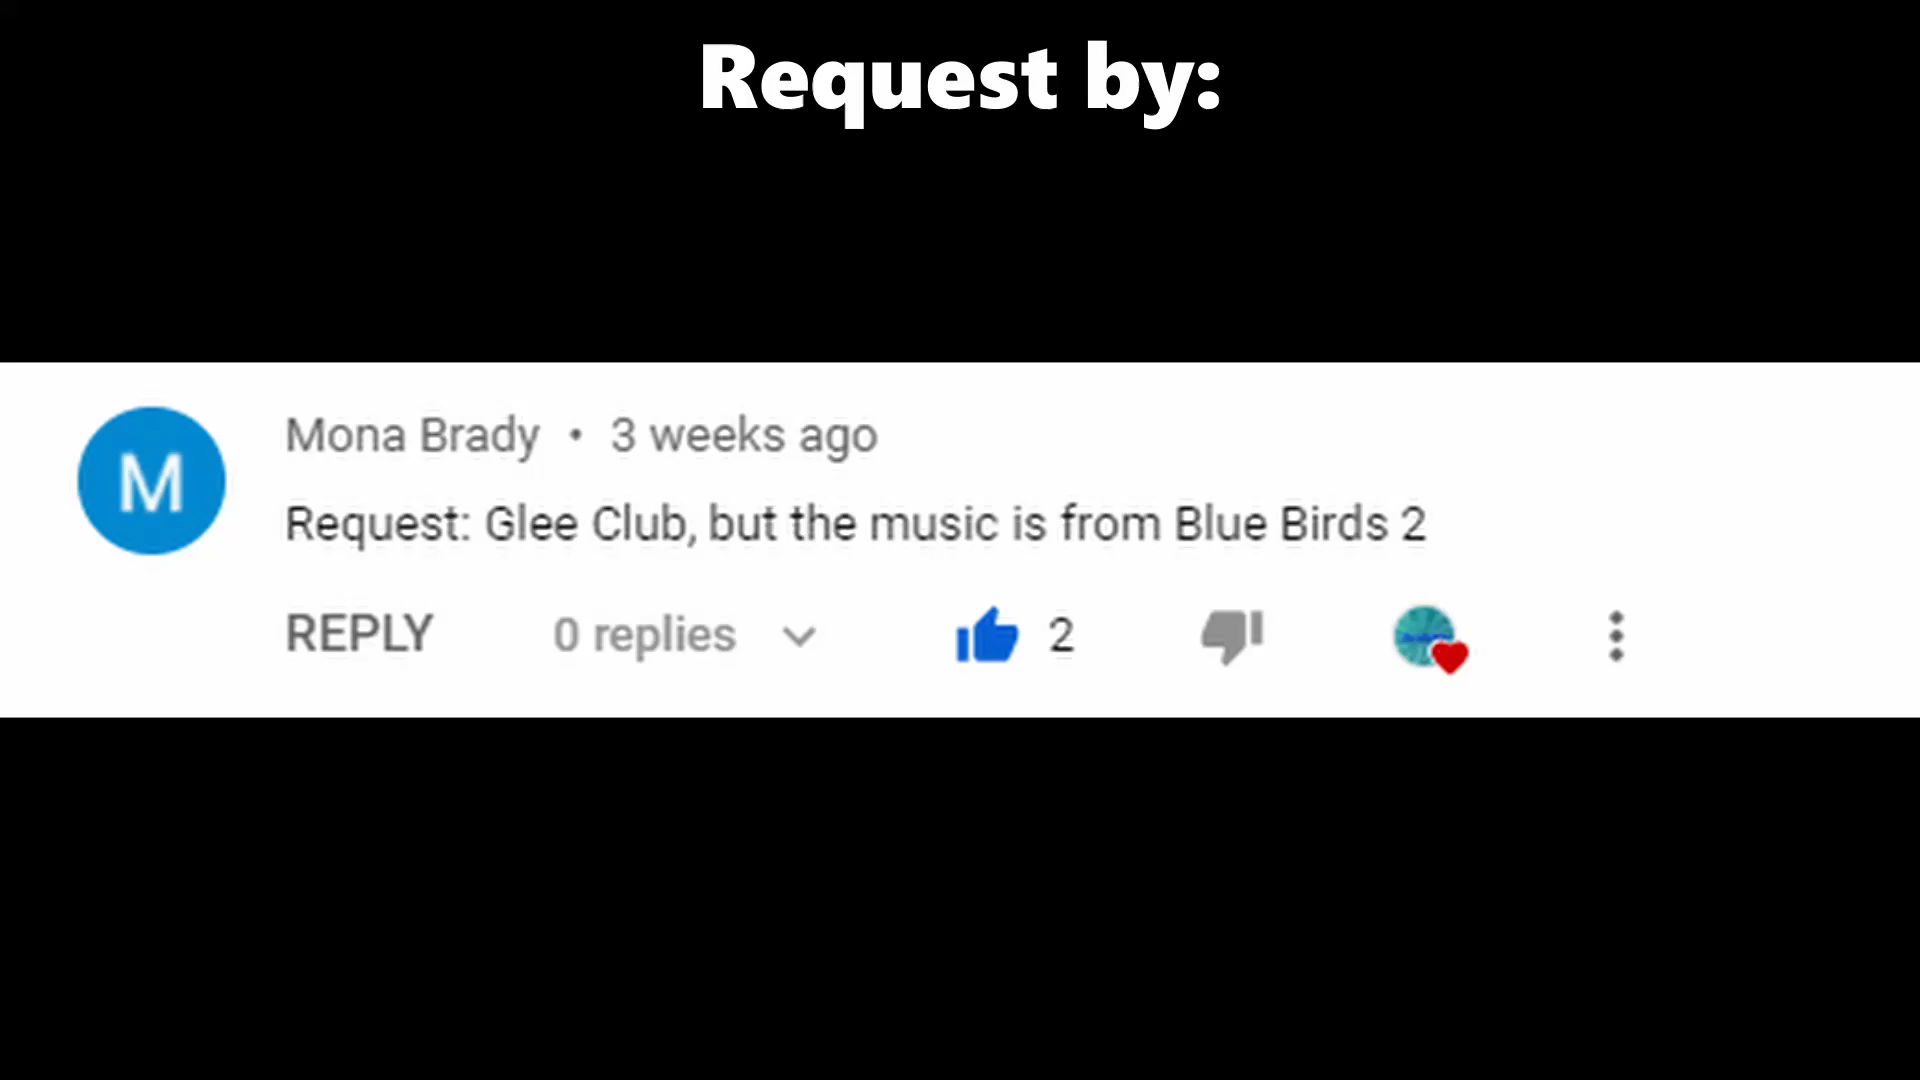 Request by:
M
Mona Brady • 3 weeks ago
Request: Glee Club, but the music is from Blue Birds 2
REPLY 0 replies 2